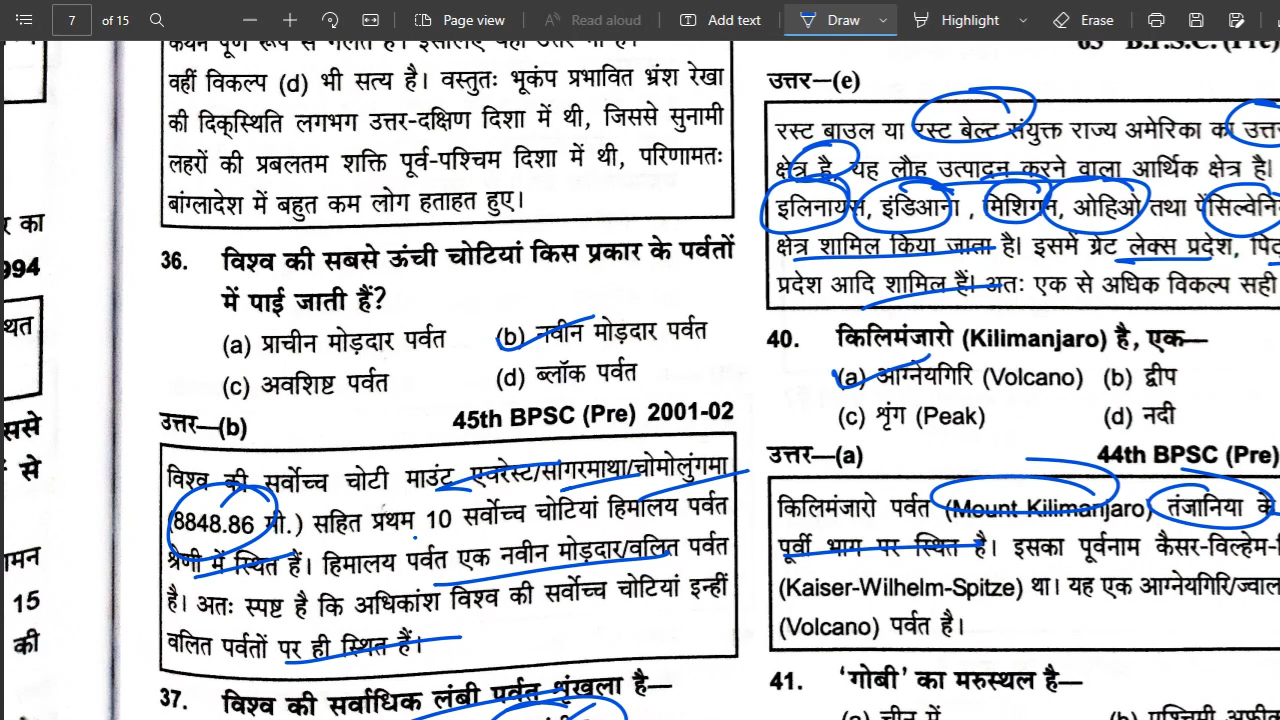 7 of 15 Page view Read aloud Add text Draw Highlight Erase
वहीं विकल्प (d) भी सत्य है। वस्तुतः भूकंप प्रभावित भ्रंश रेखा
की दिक्स्थिति लगभग उत्तर-दक्षिण दिशा में थी, जिससे सुनामी
लहरों की प्रबलतम शक्ति पूर्व-पश्चिम दिशा में थी, परिणामतः
बांग्लादेश में बहुत कम लोग हताहत हुए।
36. विश्व की सबसे ऊंची चोटियां किस प्रकार के पर्वतों
में पाई जाती हैं?
(a) प्राचीन मोड़दार पर्वत (b) नवीन मोड़दार पर्वत
(c) अवशिष्ट पर्वत (d) ब्लॉक पर्वत
उत्तर—(b) 45th BPSC (Pre) 2001-02
विश्व की सर्वोच्च चोटी माउंट एवरेस्ट/सागरमाथा/चोमोलुंगमा
(8848.86 मी.) सहित प्रथम 10 सर्वोच्च चोटियां हिमालय पर्वत
श्रेणी में स्थित हैं। हिमालय पर्वत एक नवीन मोड़दार/वलित पर्वत
है। अतः स्पष्ट है कि अधिकांश विश्व की सर्वोच्च चोटियां इन्हीं
वलित पर्वतों पर ही स्थित हैं।
37. विश्व की सर्वाधिक लंबी पर्वत शृंखला है—
उत्तर—(e)
रस्ट बाउल या रस्ट बेल्ट संयुक्त राज्य अमेरिका का
क्षेत्र है, यह लौह उत्पादन करने वाला आर्थिक क्षेत्र है।
इलिनायस, इंडिआना, मिशिगन, ओहिओ तथा
क्षेत्र शामिल किया जाता है। इसमें ग्रेट लेक्स प्रदेश,
प्रदेश आदि शामिल हैं। अतः एक से अधिक विकल्प सही
40. किलिमंजारो (Kilimanjaro) है, एक—
(a) आग्नेयगिरि (Volcano) (b) द्वीप
(c) शृंग (Peak) (d) नदी
उत्तर—(a) 44th BPSC (Pre)
किलिमंजारो पर्वत (Mount Kilimanjaro) तंजानिया के
पूर्वी भाग पर स्थित है। इसका पूर्वनाम कैसर-विल्हेम-
(Kaiser-Wilhelm-Spitze) था। यह एक आग्नेयगिरि/
(Volcano) पर्वत है।
41. 'गोबी' का मरुस्थल है—
का
994
थत
ससे
से
ामन
15
की